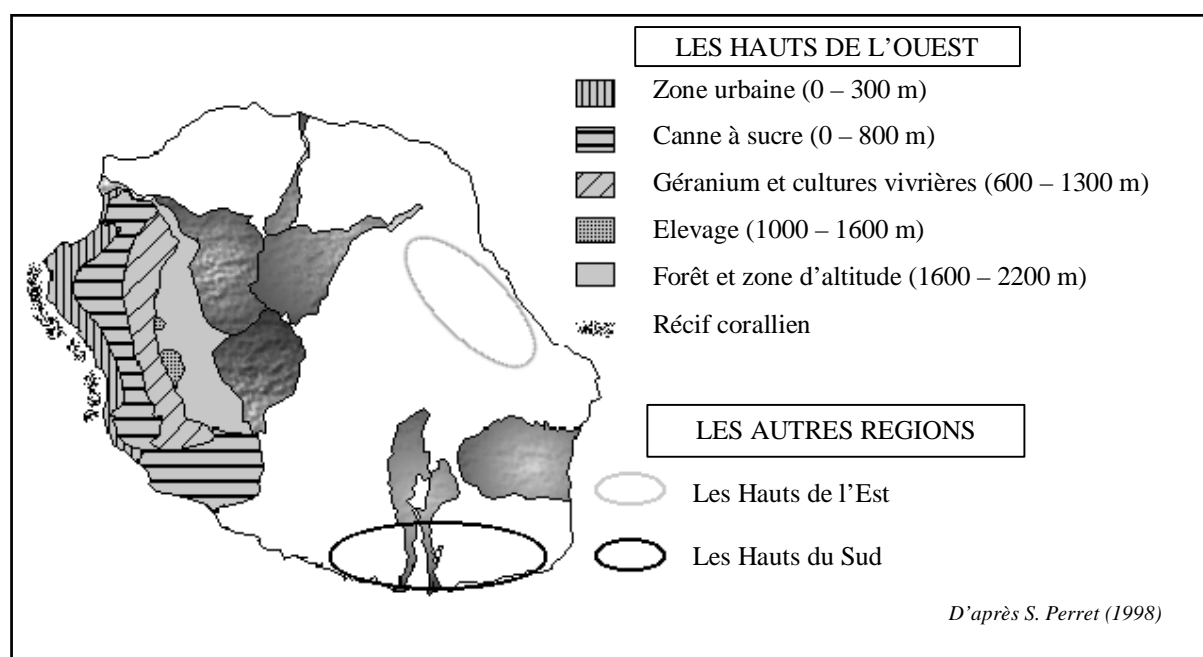 LES HAUTS DE L’OUEST
Zone urbaine (0 – 300 m)
Canne à sucre (0 – 800 m)
Géranium et cultures vivrières (600 – 1300 m)
Elevage (1000 – 1600 m)
Forêt et zone d’altitude (1600 – 2200 m)
Récif corallien
LES AUTRES REGIONS
Les Hauts de l’Est
Les Hauts du Sud
D’après S. Perret (1998)